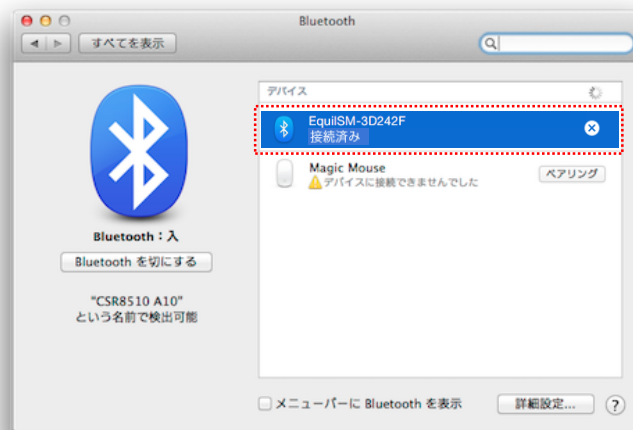 Bluetooth
すべてを表示
デバイス
EquilSM-3D242F
接続済み
Magic Mouse
デバイスに接続できませんでした
ペアリング
Bluetooth：入
Bluetooth を切にする
"CSR8510 A10"
という名前で検出可能
メニューバーに Bluetooth を表示
詳細設定...
?